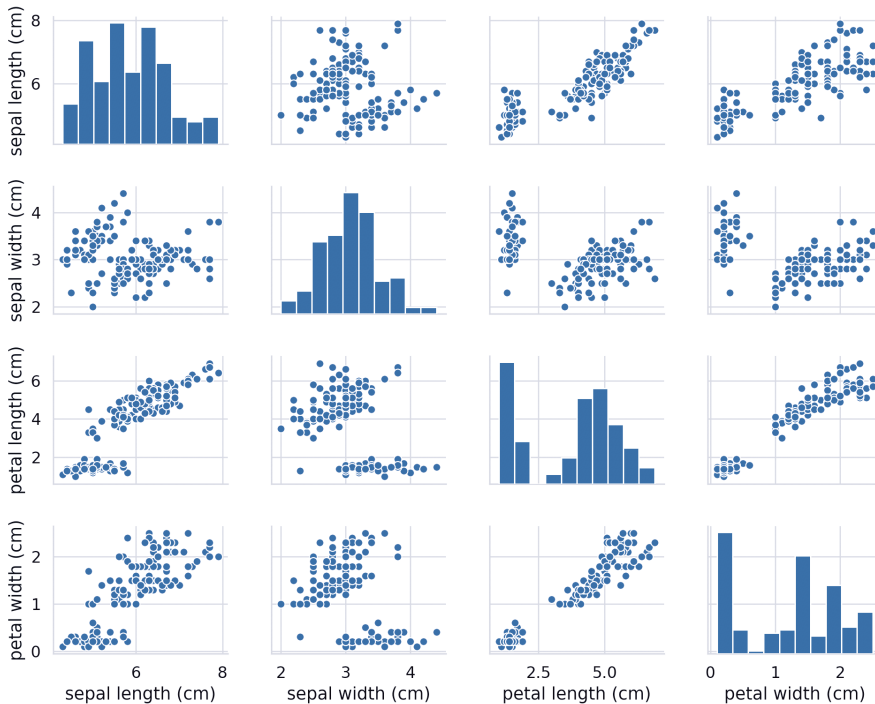 8
6
sepal length (cm)
4
3
2
sepal width (cm)
6
4
2
petal length (cm)
2
1
0
petal width (cm)
6 8
2 3 4
2.5 5.0
0 1 2
sepal length (cm) sepal width (cm) petal length (cm) petal width (cm)